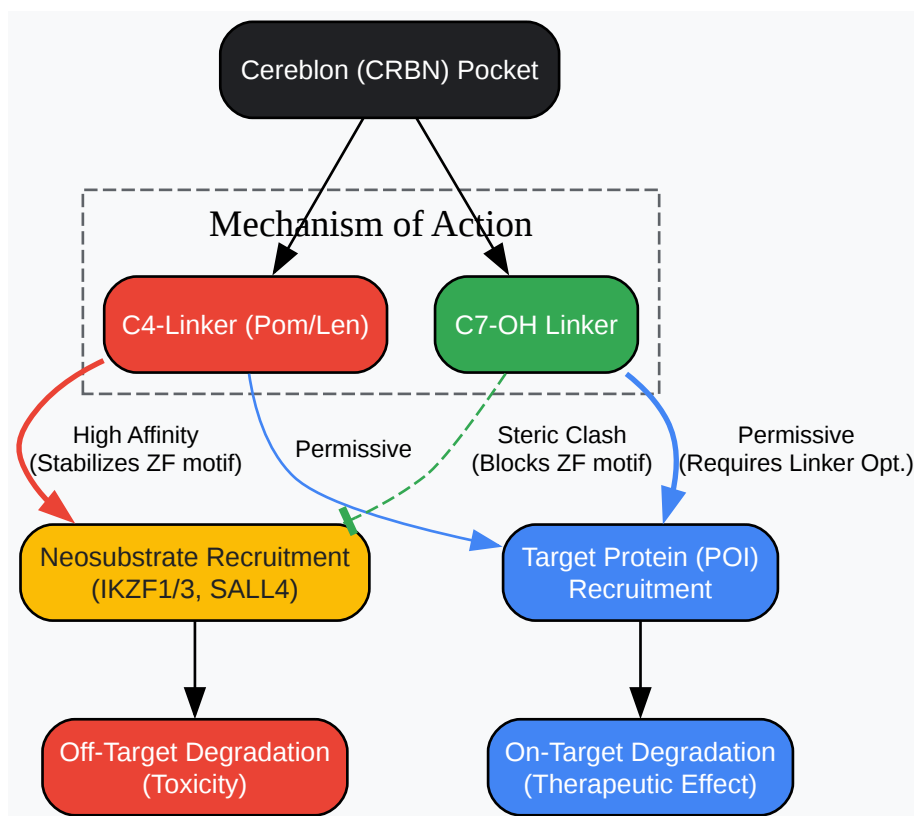 Cereblon (CRBN) Pocket
Mechanism of Action
C4-Linker (Pom/Len)
C7-OH Linker
High Affinity
(Stabilizes ZF motif)
Permissive
Steric Clash
(Blocks ZF motif)
Permissive
(Requires Linker Opt.)
Neosubstrate Recruitment
(IKZF1/3, SALL4)
Target Protein (POI)
Recruitment
Off-Target Degradation
(Toxicity)
On-Target Degradation
(Therapeutic Effect)